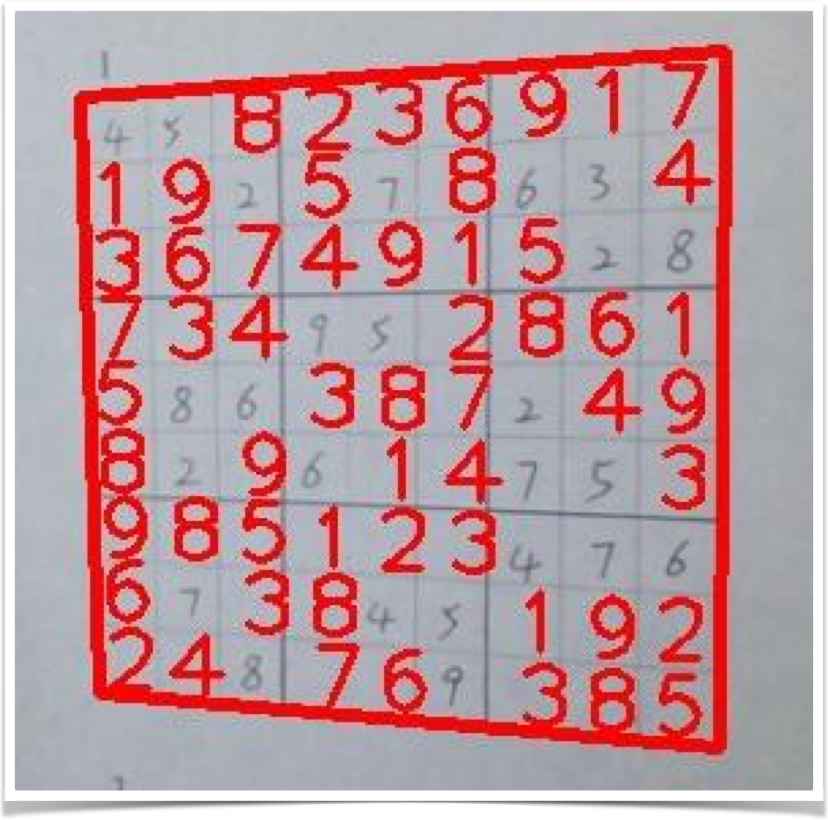 1
4 5 8 2 3 6 9 1 7
1 9 2 5 7 8 6 3 4
3 6 7 4 9 1 5 2 8
7 3 4 9 5 2 8 6 1
5 8 6 3 8 7 2 4 9
8 2 9 6 1 4 7 5 3
9 8 5 1 2 3 4 7 6
6 7 3 8 4 5 1 9 2
2 4 8 7 6 9 3 8 5